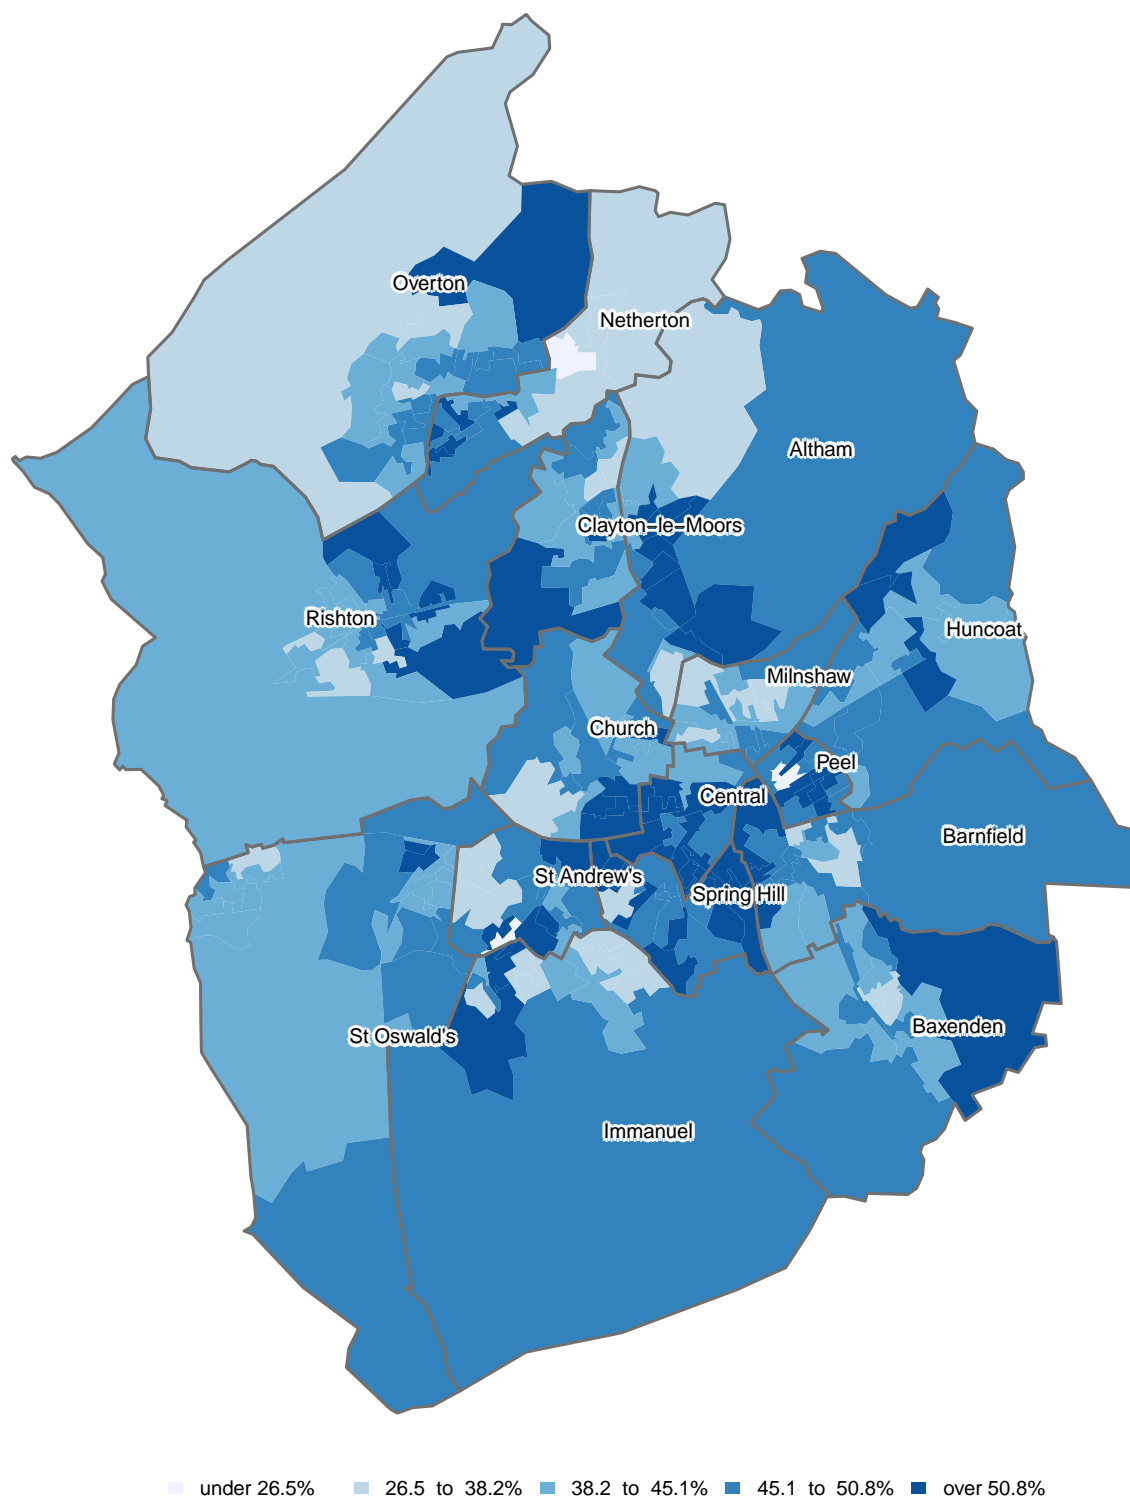 Overton
Netherton
Altham
Clayton–le–Moors
Rishton
Huncoat
Milnshaw
Church
Peel
Central
Barnfield
St Andrew's
Spring Hill
Baxenden
St Oswald's
Immanuel
under 26.5% 26.5 to 38.2% 38.2 to 45.1% 45.1 to 50.8% over 50.8%